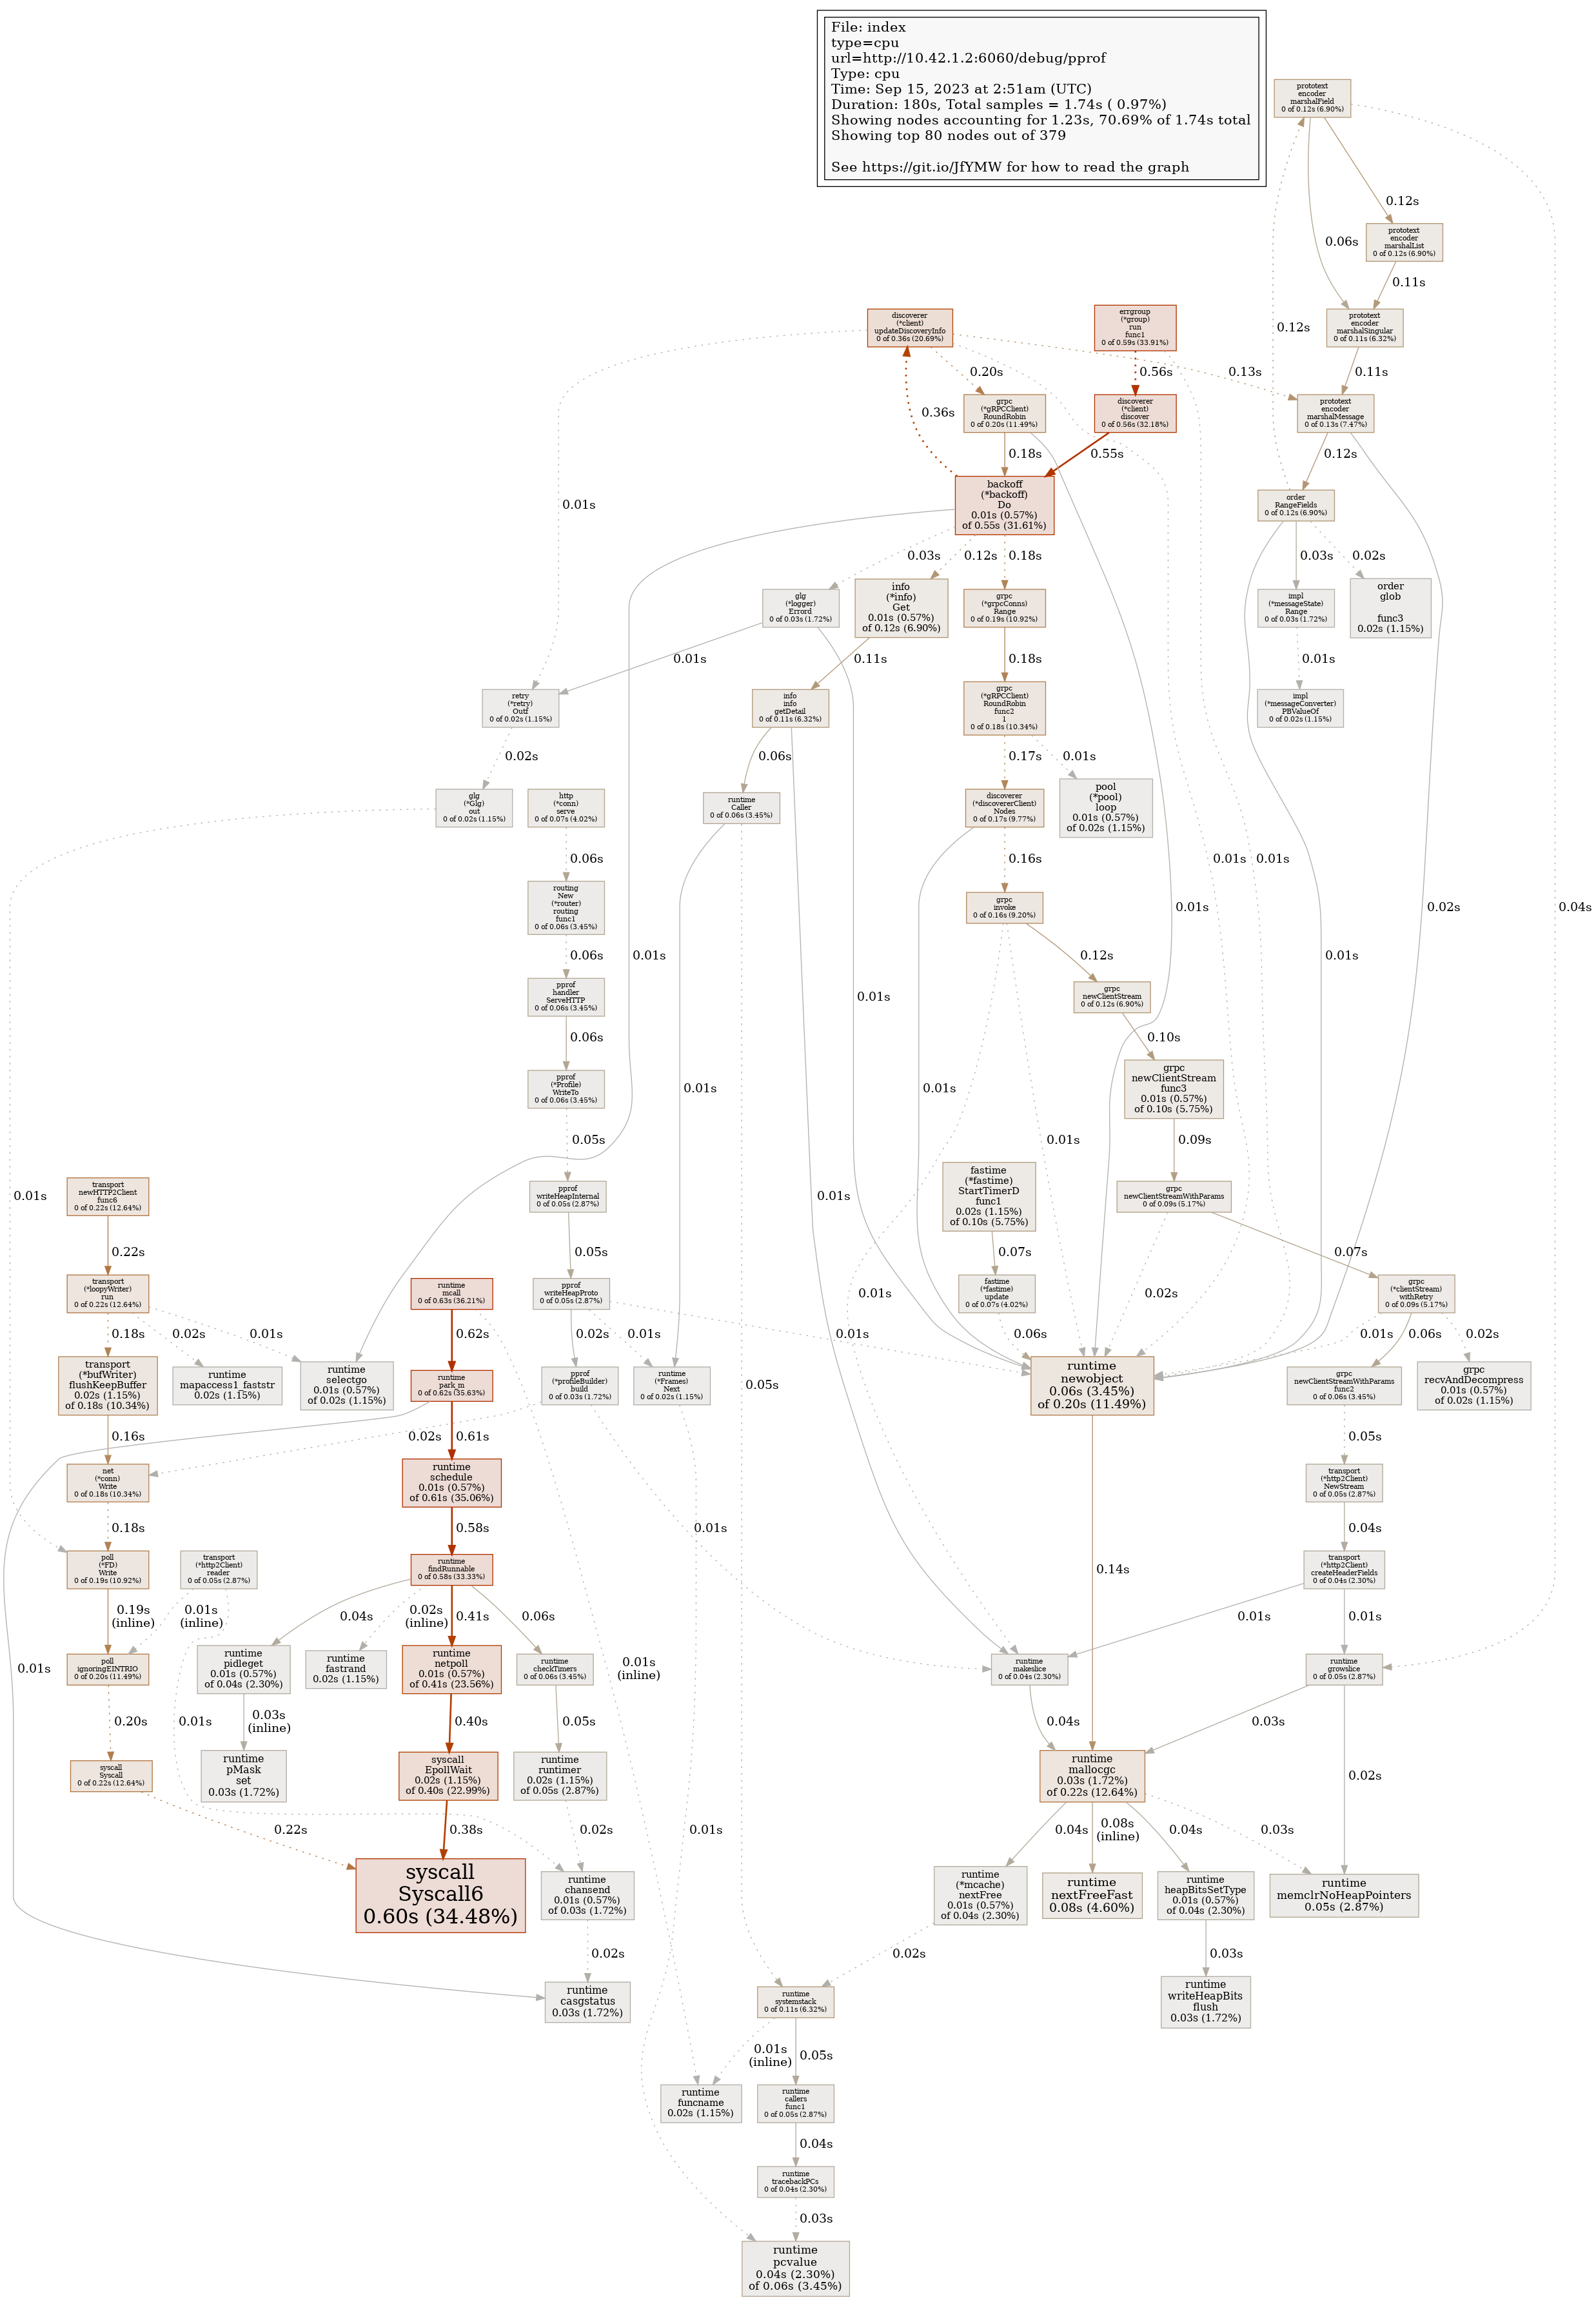 File: index
type=cpu
url=http://10.42.1.2:6060/debug/pprof
Type: cpu
Time: Sep 15, 2023 at 2:51am (UTC)
Duration: 180s, Total samples = 1.74s ( 0.97%)
Showing nodes accounting for 1.23s, 70.69% of 1.74s total
Showing top 80 nodes out of 379
See https://git.io/JfYMW for how to read the graph
prototext
encoder
marshalField
0 of 0.12s (6.90%)
0.12s
0.06s
prototext
encoder
marshalList
0 of 0.12s (6.90%)
0.11s
0.12s
prototext
encoder
marshalSingular
0 of 0.11s (6.32%)
discoverer
(*client)
updateDiscoveryInfo
0 of 0.36s (20.69%)
errgroup
(*group)
run
func1
0 of 0.59s (33.91%)
0.20s
0.56s
0.13s
0.11s
0.36s
grpc
(*gRPCClient)
RoundRobin
0 of 0.20s (11.49%)
discoverer
(*client)
discover
0 of 0.56s (32.18%)
prototext
encoder
marshalMessage
0 of 0.13s (7.47%)
0.18s
0.55s
0.12s
0.01s
backoff
(*backoff)
Do
0.01s (0.57%)
of 0.55s (31.61%)
order
RangeFields
0 of 0.12s (6.90%)
0.03s
0.12s
0.18s
0.03s
0.02s
glg
(*logger)
Errord
0 of 0.03s (1.72%)
info
(*info)
Get
0.01s (0.57%)
of 0.12s (6.90%)
grpc
(*grpcConns)
Range
0 of 0.19s (10.92%)
impl
(*messageState)
Range
0 of 0.03s (1.72%)
order
glob

func3
0.02s (1.15%)
0.01s
0.11s
0.18s
0.01s
retry
(*retry)
Outf
0 of 0.02s (1.15%)
info
info
getDetail
0 of 0.11s (6.32%)
grpc
(*gRPCClient)
RoundRobin
func2
1
0 of 0.18s (10.34%)
impl
(*messageConverter)
PBValueOf
0 of 0.02s (1.15%)
0.02s
0.06s
0.17s
0.01s
glg
(*Glg)
out
0 of 0.02s (1.15%)
http
(*conn)
serve
0 of 0.07s (4.02%)
runtime
Caller
0 of 0.06s (3.45%)
discoverer
(*discovererClient)
Nodes
0 of 0.17s (9.77%)
pool
(*pool)
loop
0.01s (0.57%)
of 0.02s (1.15%)
0.06s
0.16s
0.01s
0.01s
routing
New
(*router)
routing
func1
0 of 0.06s (3.45%)
grpc
invoke
0 of 0.16s (9.20%)
0.01s
0.02s
0.04s
0.06s
0.01s
0.12s
0.01s
pprof
handler
ServeHTTP
0 of 0.06s (3.45%)
0.01s
grpc
newClientStream
0 of 0.12s (6.90%)
0.06s
0.10s
pprof
(*Profile)
WriteTo
0 of 0.06s (3.45%)
0.01s
0.01s
grpc
newClientStream
func3
0.01s (0.57%)
of 0.10s (5.75%)
0.05s
0.01s
0.09s
transport
newHTTP2Client
func6
0 of 0.22s (12.64%)
0.01s
pprof
writeHeapInternal
0 of 0.05s (2.87%)
0.01s
fastime
(*fastime)
StartTimerD
func1
0.02s (1.15%)
of 0.10s (5.75%)
grpc
newClientStreamWithParams
0 of 0.09s (5.17%)
0.22s
0.05s
0.07s
0.07s
transport
(*loopyWriter)
run
0 of 0.22s (12.64%)
runtime
mcall
0 of 0.63s (36.21%)
pprof
writeHeapProto
0 of 0.05s (2.87%)
0.01s
fastime
(*fastime)
update
0 of 0.07s (4.02%)
0.02s
grpc
(*clientStream)
withRetry
0 of 0.09s (5.17%)
0.18s
0.02s
0.01s
0.62s
0.02s
0.01s
0.01s
0.06s
0.01s
0.06s
0.02s
transport
(*bufWriter)
flushKeepBuffer
0.02s (1.15%)
of 0.18s (10.34%)
runtime
mapaccess1_faststr
0.02s (1.15%)
runtime
selectgo
0.01s (0.57%)
of 0.02s (1.15%)
runtime
park m
0 of 0.62s (35.63%)
pprof
(*profileBuilder)
build
0 of 0.03s (1.72%)
runtime
(*Frames)
Next
0 of 0.02s (1.15%)
0.05s
runtime
newobject
0.06s (3.45%)
of 0.20s (11.49%)
grpc
newClientStreamWithParams
func2
0 of 0.06s (3.45%)
grpc
recvAndDecompress
0.01s (0.57%)
of 0.02s (1.15%)
0.16s
0.02s
0.61s
0.05s
net
(*conn)
Write
0 of 0.18s (10.34%)
runtime
schedule
0.01s (0.57%)
of 0.61s (35.06%)
transport
(*http2Client)
NewStream
0 of 0.05s (2.87%)
0.18s
0.58s
0.01s
0.04s
poll
(*FD)
Write
0 of 0.19s (10.92%)
transport
(*http2Client)
reader
0 of 0.05s (2.87%)
runtime
findRunnable
0 of 0.58s (33.33%)
0.14s
transport
(*http2Client)
createHeaderFields
0 of 0.04s (2.30%)
0.19s
(inline)
0.01s
(inline)
0.04s
0.02s
(inline)
0.41s
0.06s
0.01s
0.01s
0.01s
poll
ignoringEINTRIO
0 of 0.20s (11.49%)
runtime
pidleget
0.01s (0.57%)
of 0.04s (2.30%)
runtime
fastrand
0.02s (1.15%)
runtime
netpoll
0.01s (0.57%)
of 0.41s (23.56%)
runtime
checkTimers
0 of 0.06s (3.45%)
0.01s
(inline)
runtime
makeslice
0 of 0.04s (2.30%)
runtime
growslice
0 of 0.05s (2.87%)
0.20s
0.01s
0.03s
(inline)
0.40s
0.05s
0.04s
0.03s
syscall
Syscall
0 of 0.22s (12.64%)
runtime
pMask
set
0.03s (1.72%)
syscall
EpollWait
0.02s (1.15%)
of 0.40s (22.99%)
runtime
runtimer
0.02s (1.15%)
of 0.05s (2.87%)
runtime
mallocgc
0.03s (1.72%)
of 0.22s (12.64%)
0.02s
0.22s
0.38s
0.02s
0.01s
0.04s
0.08s
(inline)
0.04s
0.03s
syscall
Syscall6
0.60s (34.48%)
runtime
chansend
0.01s (0.57%)
of 0.03s (1.72%)
runtime
(*mcache)
nextFree
0.01s (0.57%)
of 0.04s (2.30%)
runtime
nextFreeFast
0.08s (4.60%)
runtime
heapBitsSetType
0.01s (0.57%)
of 0.04s (2.30%)
runtime
memclrNoHeapPointers
0.05s (2.87%)
0.02s
0.02s
0.03s
runtime
casgstatus
0.03s (1.72%)
runtime
systemstack
0 of 0.11s (6.32%)
runtime
writeHeapBits
flush
0.03s (1.72%)
0.01s
(inline)
0.05s
runtime
funcname
0.02s (1.15%)
runtime
callers
func1
0 of 0.05s (2.87%)
0.04s
runtime
tracebackPCs
0 of 0.04s (2.30%)
0.03s
runtime
pcvalue
0.04s (2.30%)
of 0.06s (3.45%)